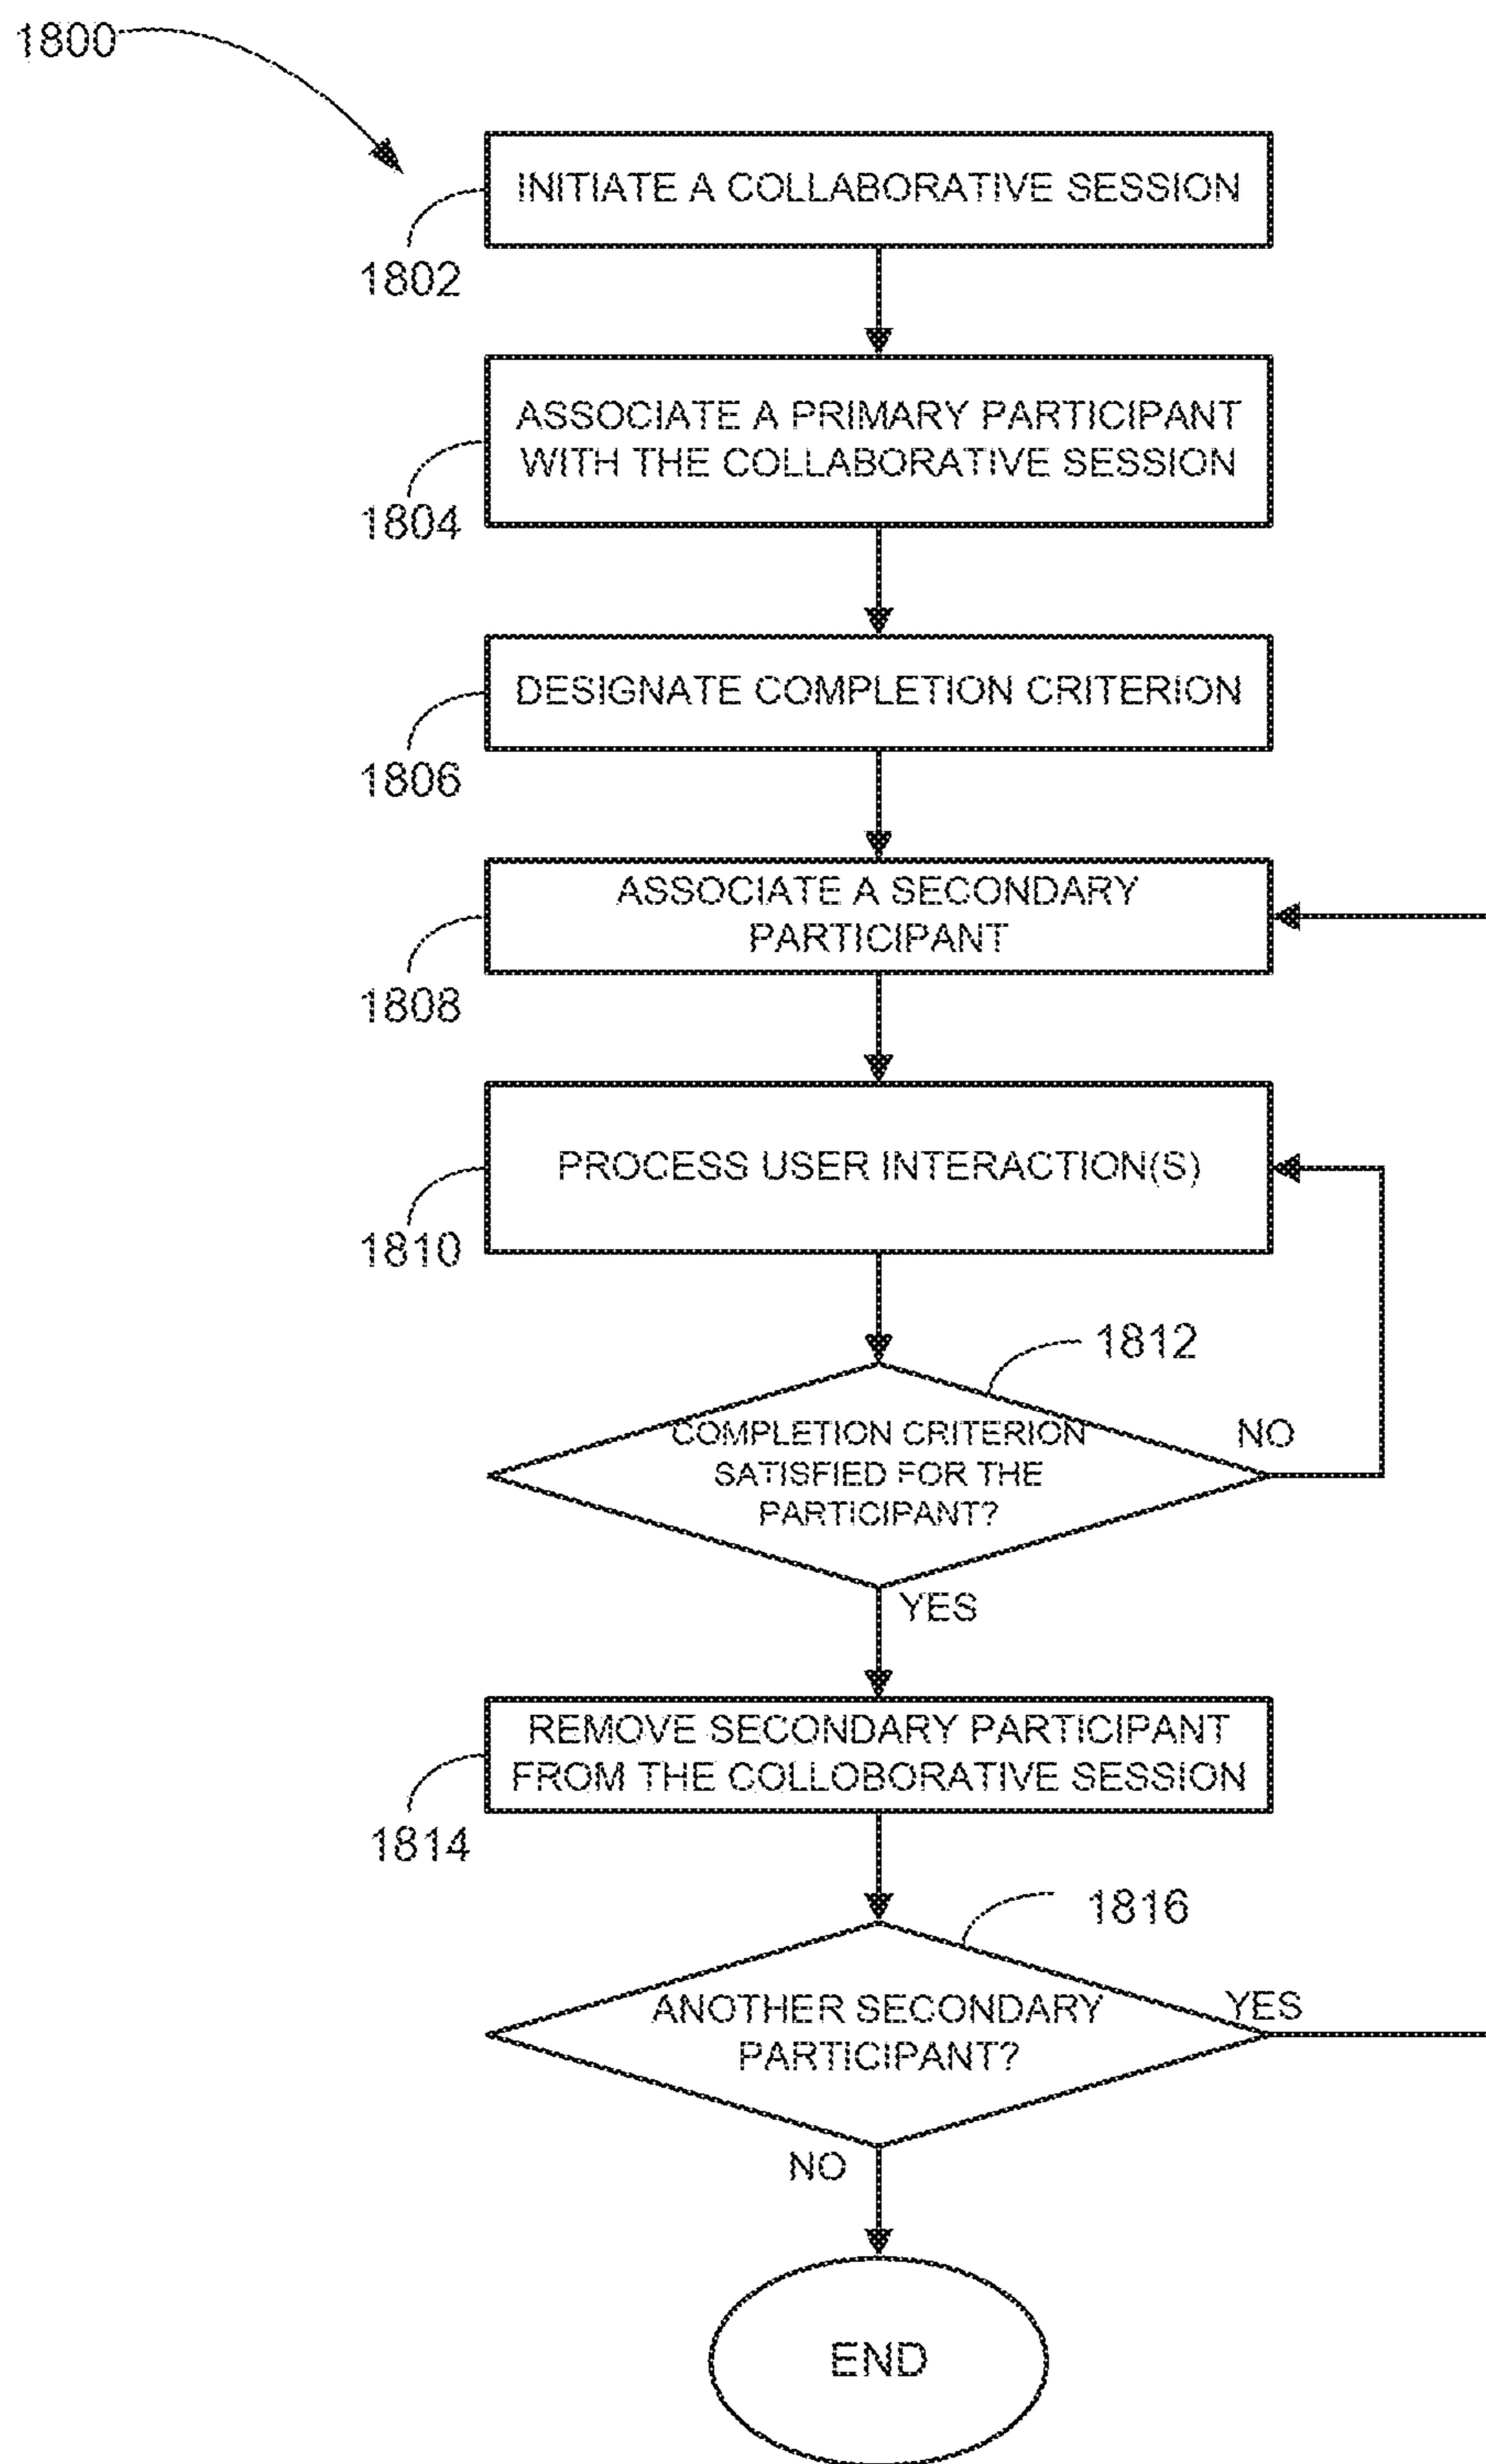 1800
INITIATE A COLLABORATIVE SESSION
1802
ASSOCIATE A PRIMARY PARTICIPANT
WITH THE COLLABORATIVE SESSION
1804
DESIGNATE COMPLETION CRITERION
1806
ASSOCIATE A SECONDARY
PARTICIPANT
1808
PROCESS USER INTERACTION(S)
1810
1812
COMPLETION CRITERION
SATISFIED FOR THE
PARTICIPANT?
NO
YES
REMOVE SECONDARY PARTICIPANT
FROM THE COLLOBORATIVE SESSION
1814
1816
ANOTHER SECONDARY
PARTICIPANT?
YES
NO
END